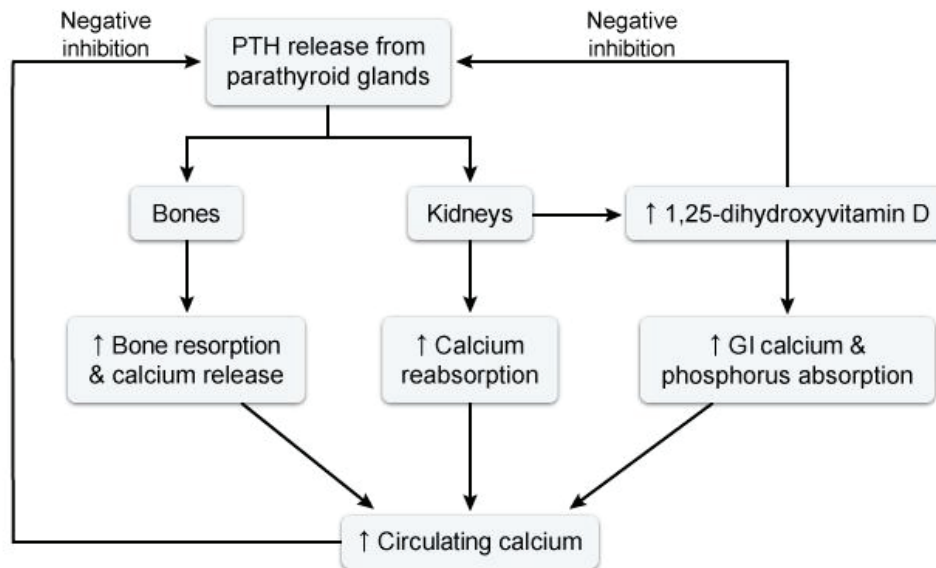 Negative
inhibition
PTH release from
parathyroid glands
Negative
inhibition
Bones
Kidneys
↑ 1,25-dihydroxyvitamin D
↑ Bone resorption
& calcium release
↑ Calcium
reabsorption
↑ GI calcium &
phosphorus absorption
↑ Circulating calcium